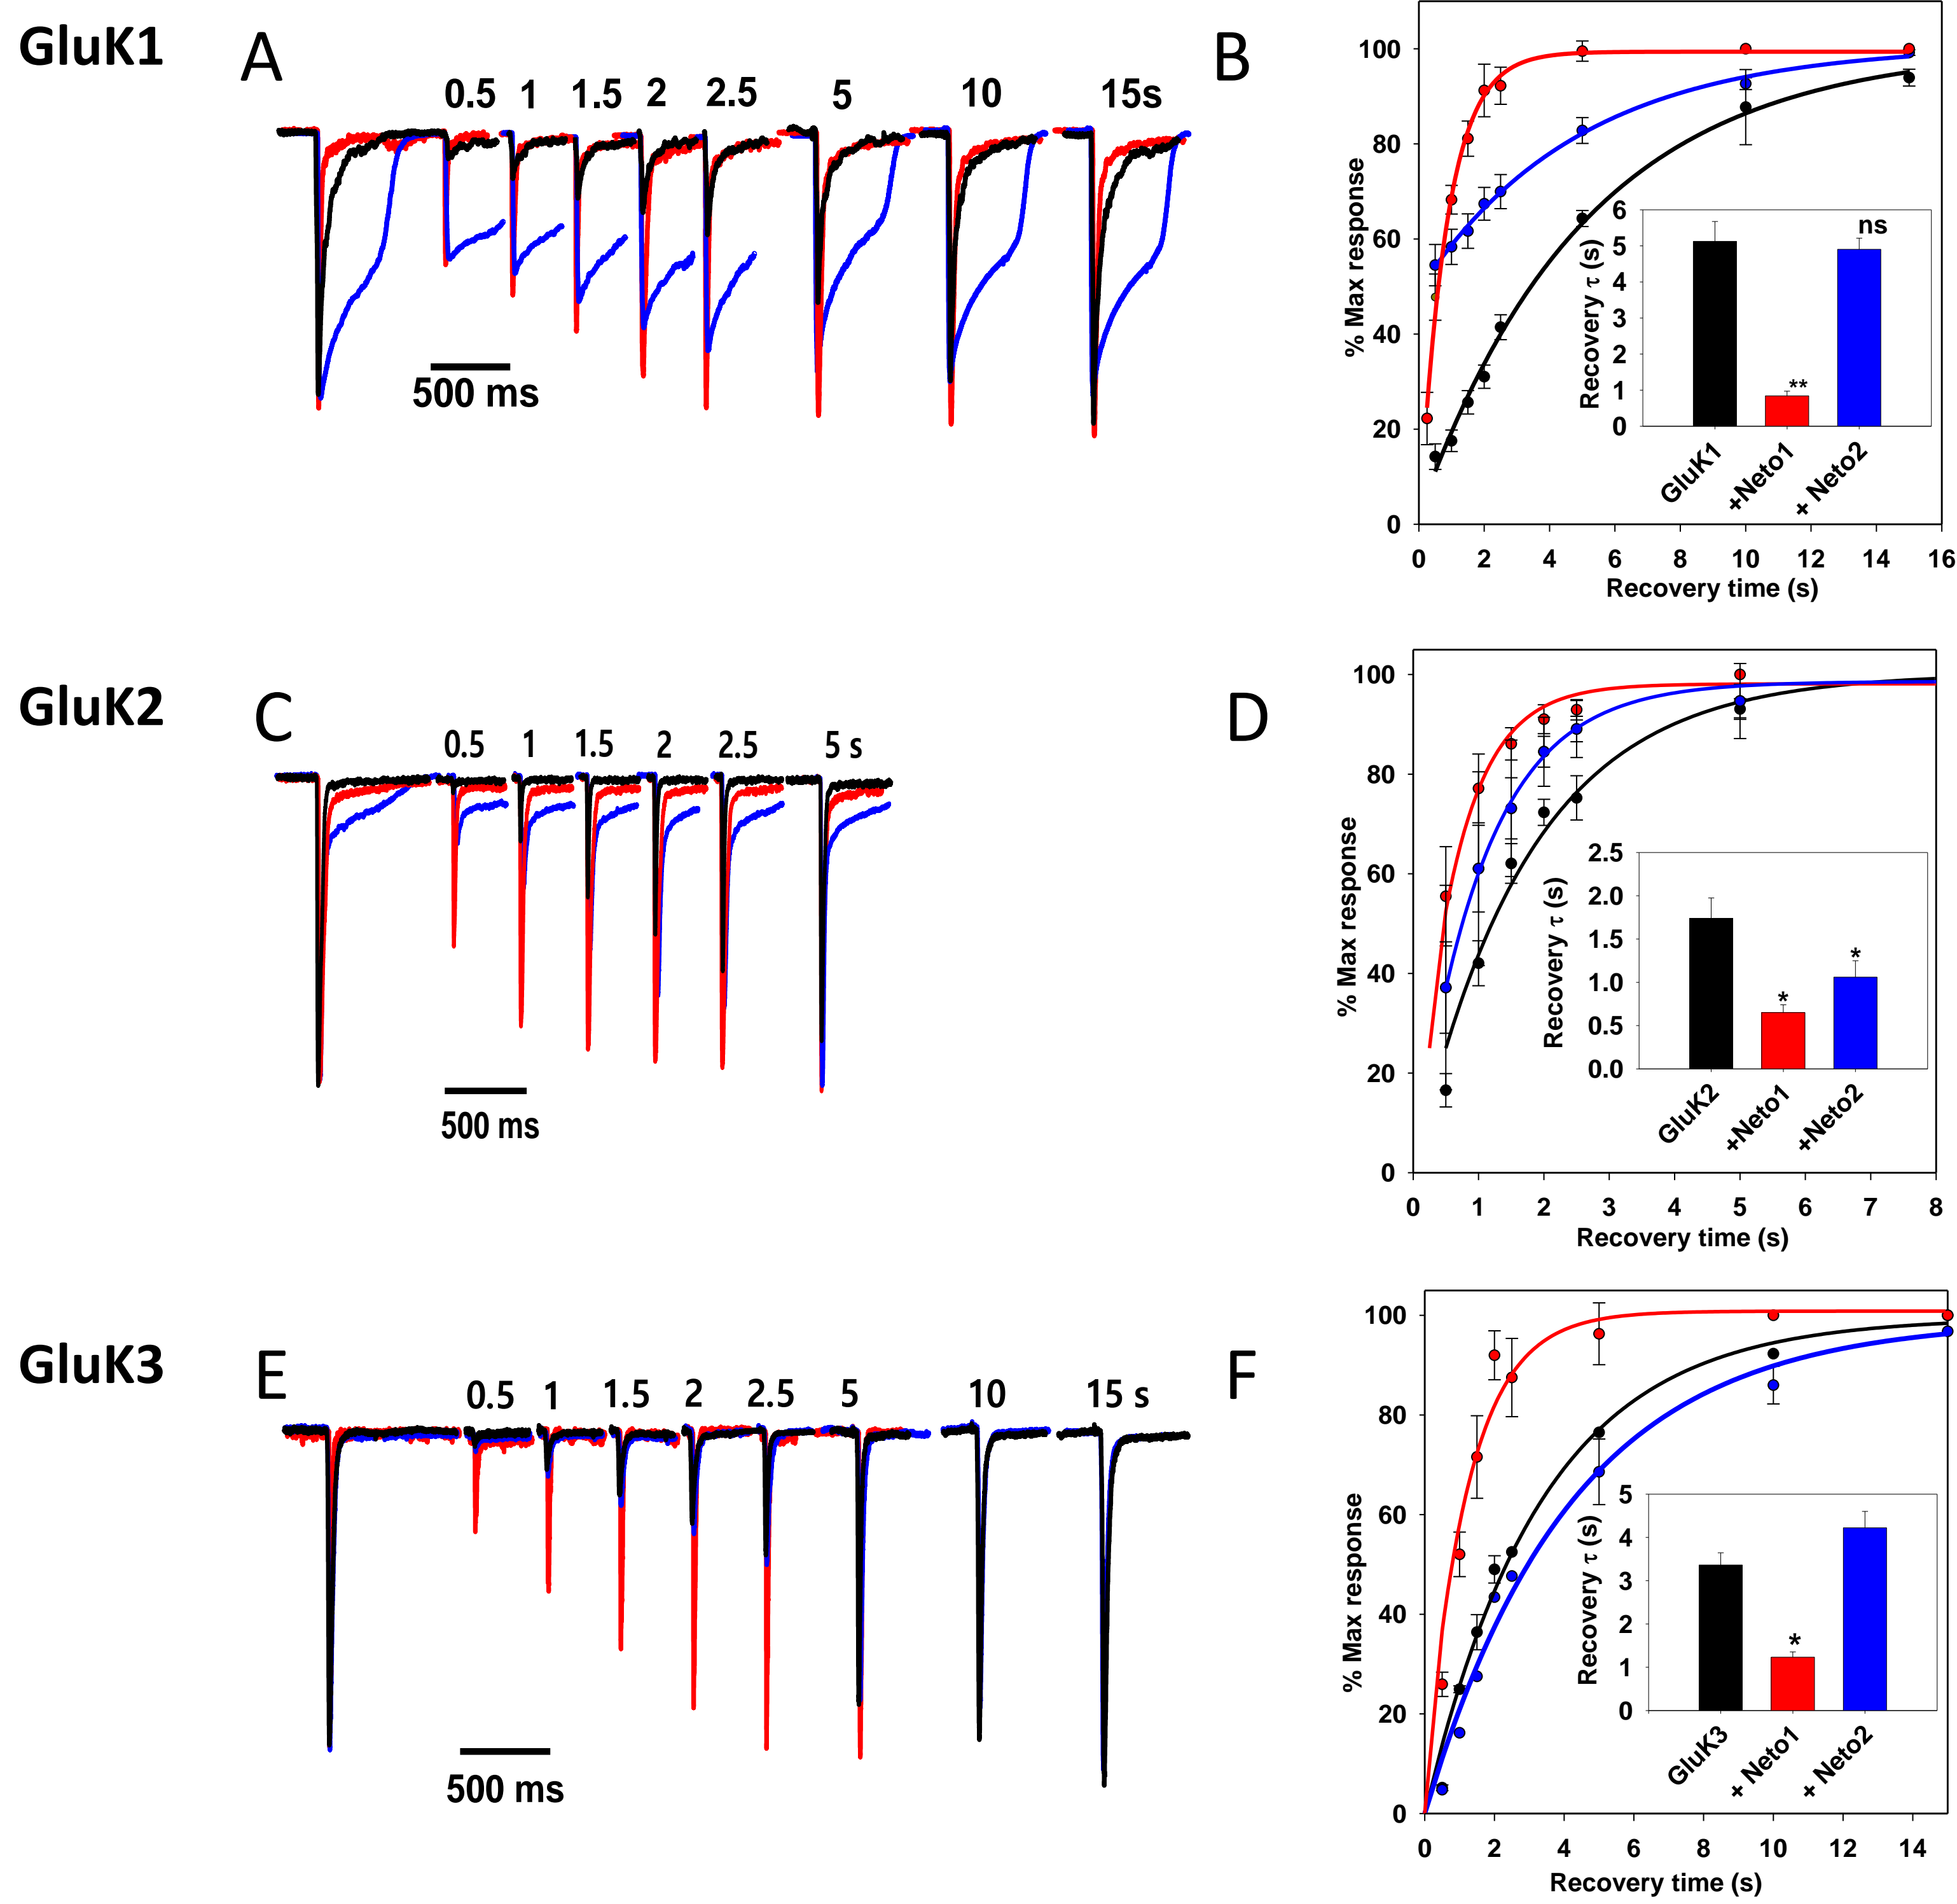 GluK1
A
0.5 1 1.5 2 2.5 5 10 15s
500 ms
B
% Max response
100
80
60
40
20
0
0 2 4 6 8 10 12 14 16
Recovery time (s)
Recovery τ (s)
6
5
4
3
2
1
0
**
ns
GluK1
+Neto1
+ Neto2
GluK2
C
0.5 1 1.5 2 2.5 5 s
500 ms
D
% Max response
100
80
60
40
20
0
0 1 2 3 4 5 6 7 8
Recovery time (s)
Recovery τ (s)
2.5
2.0
1.5
1.0
0.5
0.0
*
*
GluK2
+Neto1
+Neto2
GluK3
E
0.5 1 1.5 2 2.5 5 10 15 s
500 ms
F
% Max response
100
80
60
40
20
0
0 2 4 6 8 10 12 14
Recovery time (s)
Recovery τ (s)
5
4
3
2
1
0
*
GluK3
+ Neto1
+ Neto2